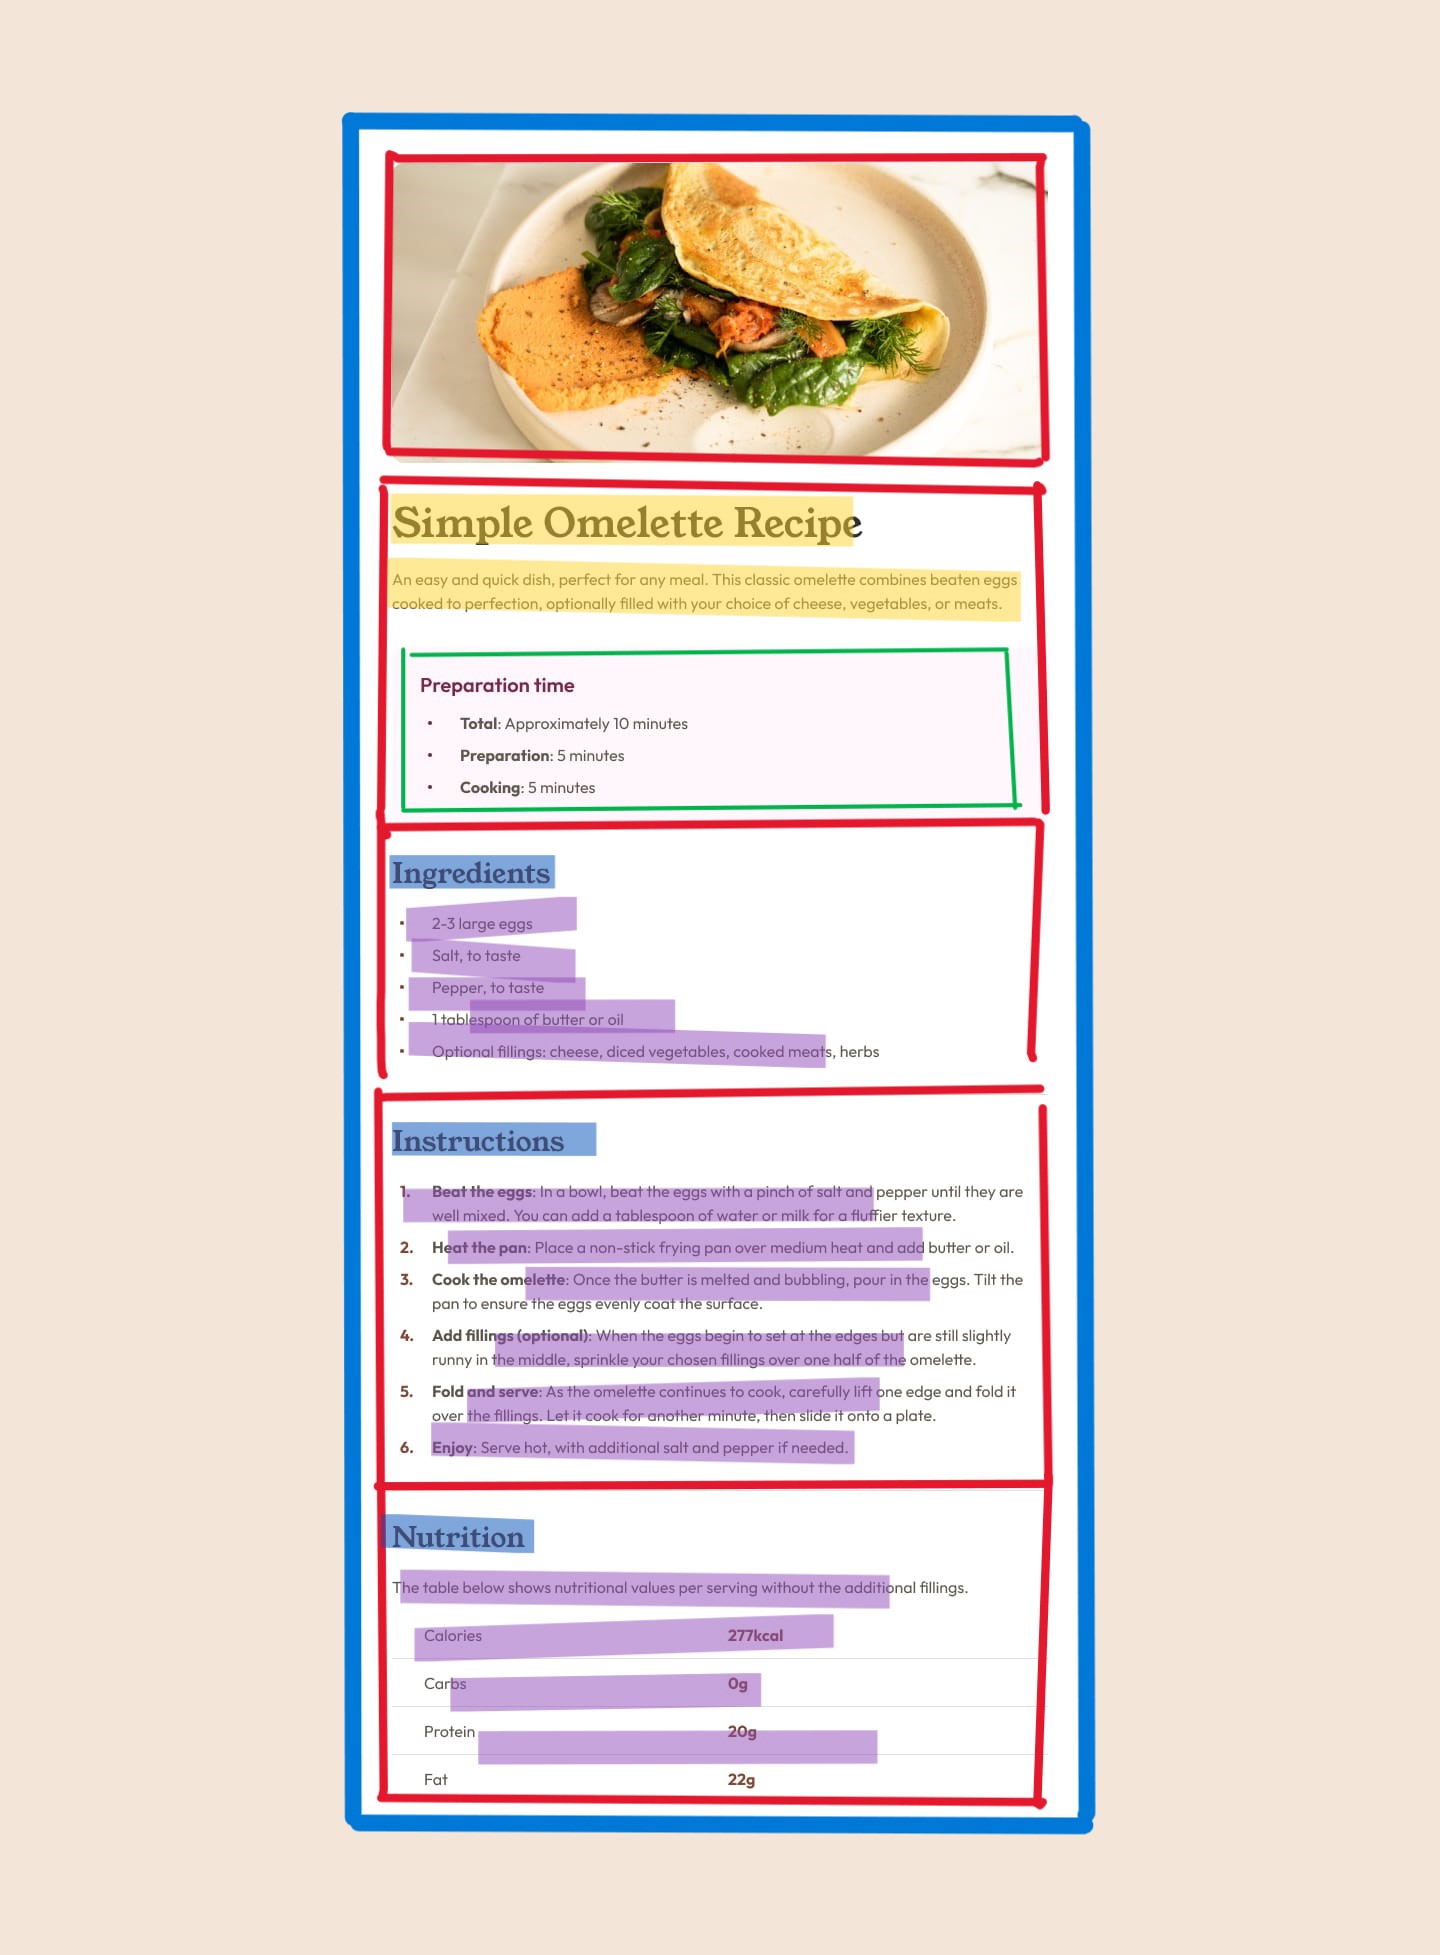 Simple Omelette Recipe
An easy and quick dish, perfect for any meal. This classic omelette combines beaten eggs
cooked to perfection, optionally filled with your choice of cheese, vegetables, or meats.
Preparation time
• Total: Approximately 10 minutes
• Preparation: 5 minutes
• Cooking: 5 minutes
Ingredients
• 2-3 large eggs
• Salt, to taste
• Pepper, to taste
• 1 tablespoon of butter or oil
• Optional fillings: cheese, diced vegetables, cooked meats, herbs
Instructions
1. Beat the eggs: In a bowl, beat the eggs with a pinch of salt and pepper until they are
well mixed. You can add a tablespoon of water or milk for a fluffier texture.
2. Heat the pan: Place a non-stick frying pan over medium heat and add butter or oil.
3. Cook the omelette: Once the butter is melted and bubbling, pour in the eggs. Tilt the
pan to ensure the eggs evenly coat the surface.
4. Add fillings (optional): When the eggs begin to set at the edges but are still slightly
runny in the middle, sprinkle your chosen fillings over one half of the omelette.
5. Fold and serve: As the omelette continues to cook, carefully lift one edge and fold it
over the fillings. Let it cook for another minute, then slide it onto a plate.
6. Enjoy: Serve hot, with additional salt and pepper if needed.
Nutrition
The table below shows nutritional values per serving without the additional fillings.
Calories 277kcal
Carbs 0g
Protein 20g
Fat 22g